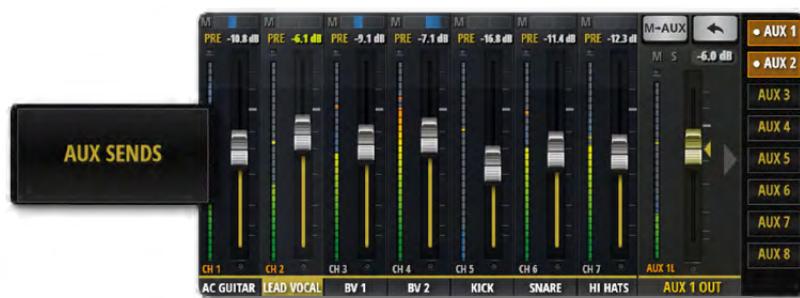 M M M M M M M M→AUX
PRE -10.8 dB PRE -6.1 dB PRE -9.1 dB PRE -7.1 dB PRE -16.8 dB PRE -11.4 dB PRE -12.3 dB
M S -6.0 dB
AUX SENDS
CH 1 CH 2 CH 3 CH 4 CH 5 CH 6 CH 7 AUX 1L
AC GUITAR LEAD VOCAL BV 1 BV 2 KICK SNARE HI HATS AUX 1 OUT
AUX 1
AUX 2
AUX 3
AUX 4
AUX 5
AUX 6
AUX 7
AUX 8